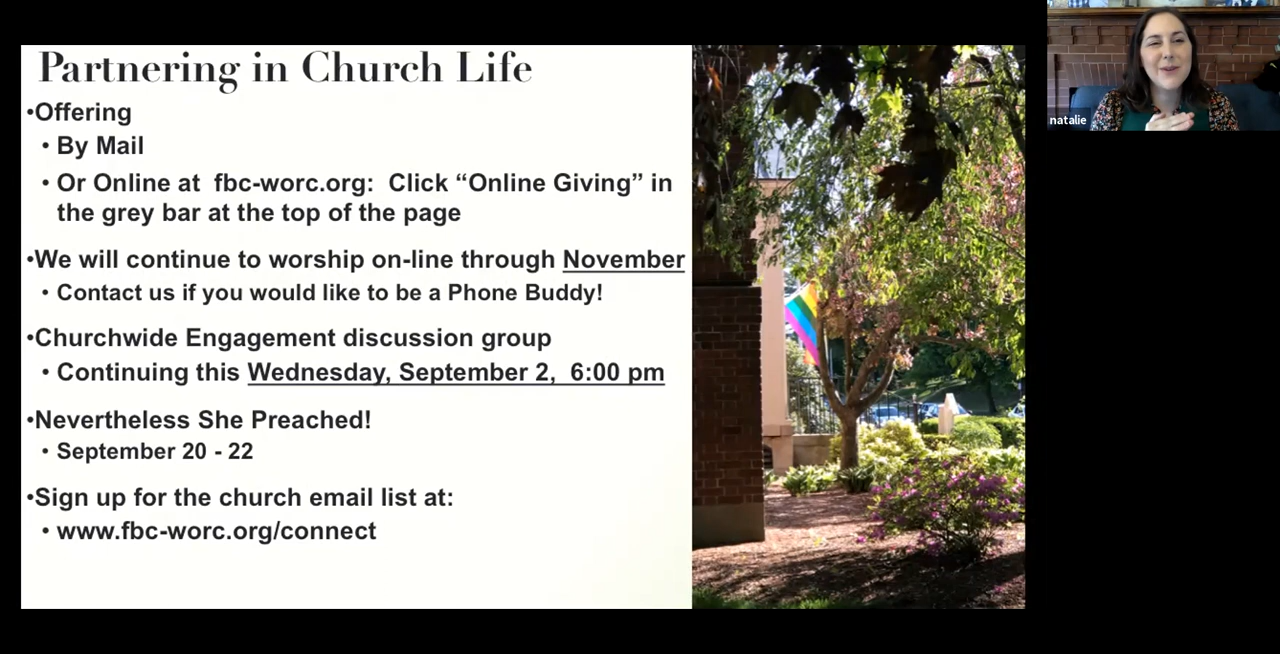 Partnering in Church Life
•Offering
• By Mail
• Or Online at fbc-worc.org: Click “Online Giving” in
the grey bar at the top of the page
•We will continue to worship on-line through November
• Contact us if you would like to be a Phone Buddy!
•Churchwide Engagement discussion group
• Continuing this Wednesday, September 2, 6:00 pm
•Nevertheless She Preached!
• September 20 - 22
•Sign up for the church email list at:
• www.fbc-worc.org/connect
natalie